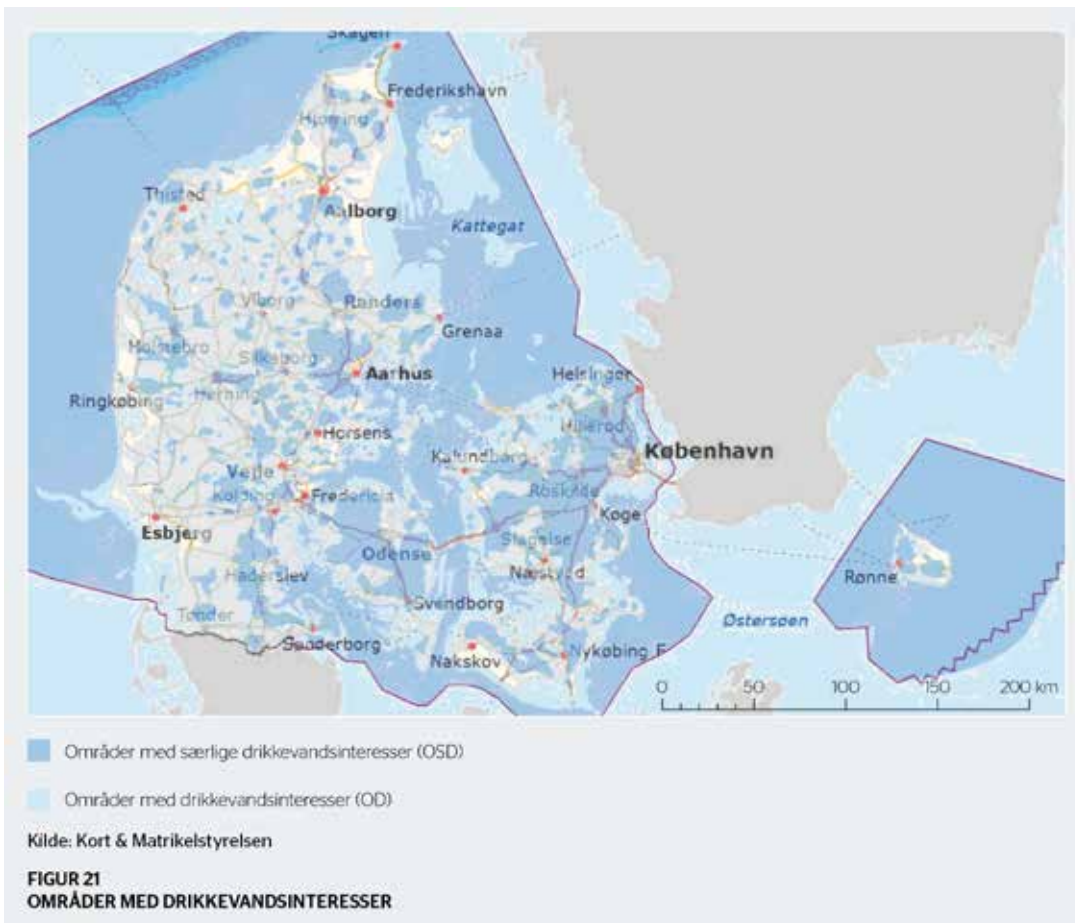 Skagen
Frederikshavn
Hjørring
Thisted
Aalborg
Kattegat
Viborg
Randers
Grenaa
Holstebro
Silkeborg
Aarhus
Herning
Helsingør
Ringkøbing
Hillerød
Horsens
København
Kalundborg
Vejle
Roskilde
Kolding
Fredericia
Køge
Esbjerg
Odense
Slagelse
Næstved
Rønne
Haderslev
Svendborg
Tønder
Østersøen
Sønderborg
Nakskov
Nykøbing F
0 50 100 150 200 km
Områder med særlige drikkevandsinteresser (OSD)
Områder med drikkevandsinteresser (OD)
Kilde: Kort & Matrikelstyrelsen
FIGUR 21
OMRÅDER MED DRIKKEVANDSINTERESSER